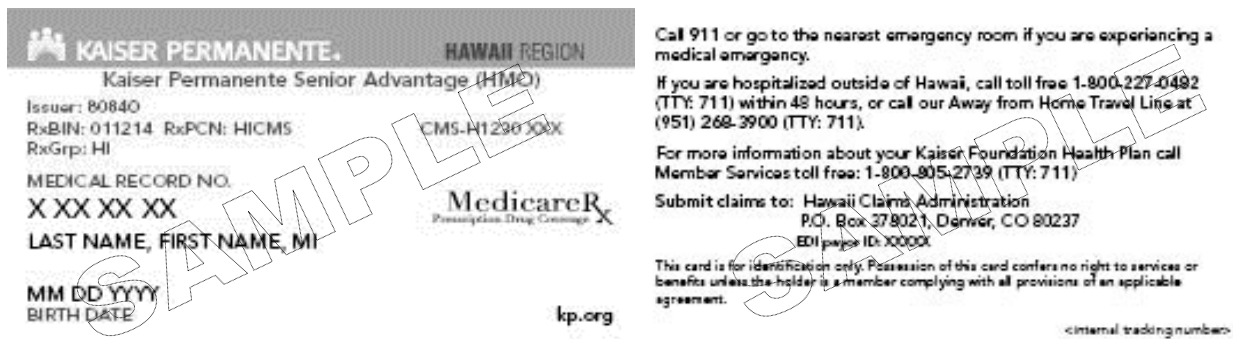 KAISER PERMANENTE.
HAWAII REGION
Kaiser Permanente Senior Advantage (HMO)
Issuer: 80840
RxBIN: 011214 RxPCN: HICMS
CMS-H1230 XXX
RxGrp: HI
MEDICAL RECORD NO.
X XX XX XX
MedicareRx
Prescription Drug Coverage
LAST NAME, FIRST NAME, MI
MM DD YYYY
BIRTH DATE
kp.org
SAMPLE
Call 911 or go to the nearest emergency room if you are experiencing a
medical emergency.
If you are hospitalized outside of Hawaii, call toll free 1-800-227-0482
(TTY: 711) within 48 hours, or call our Away from Home Travel Line at
(951) 268-3900 (TTY: 711).
For more information about your Kaiser Foundation Health Plan call
Member Services toll free: 1-800-805-2739 (TTY: 711)
Submit claims to: Hawaii Claims Administration
P.O. Box 378021, Denver, CO 80237
EDI payor ID: XXXXX
This card is for identification only. Possession of this card confers no right to services or
benefits unless the holder is a member complying with all provisions of an applicable
agreement.
<internal tracking number>
SAMPLE